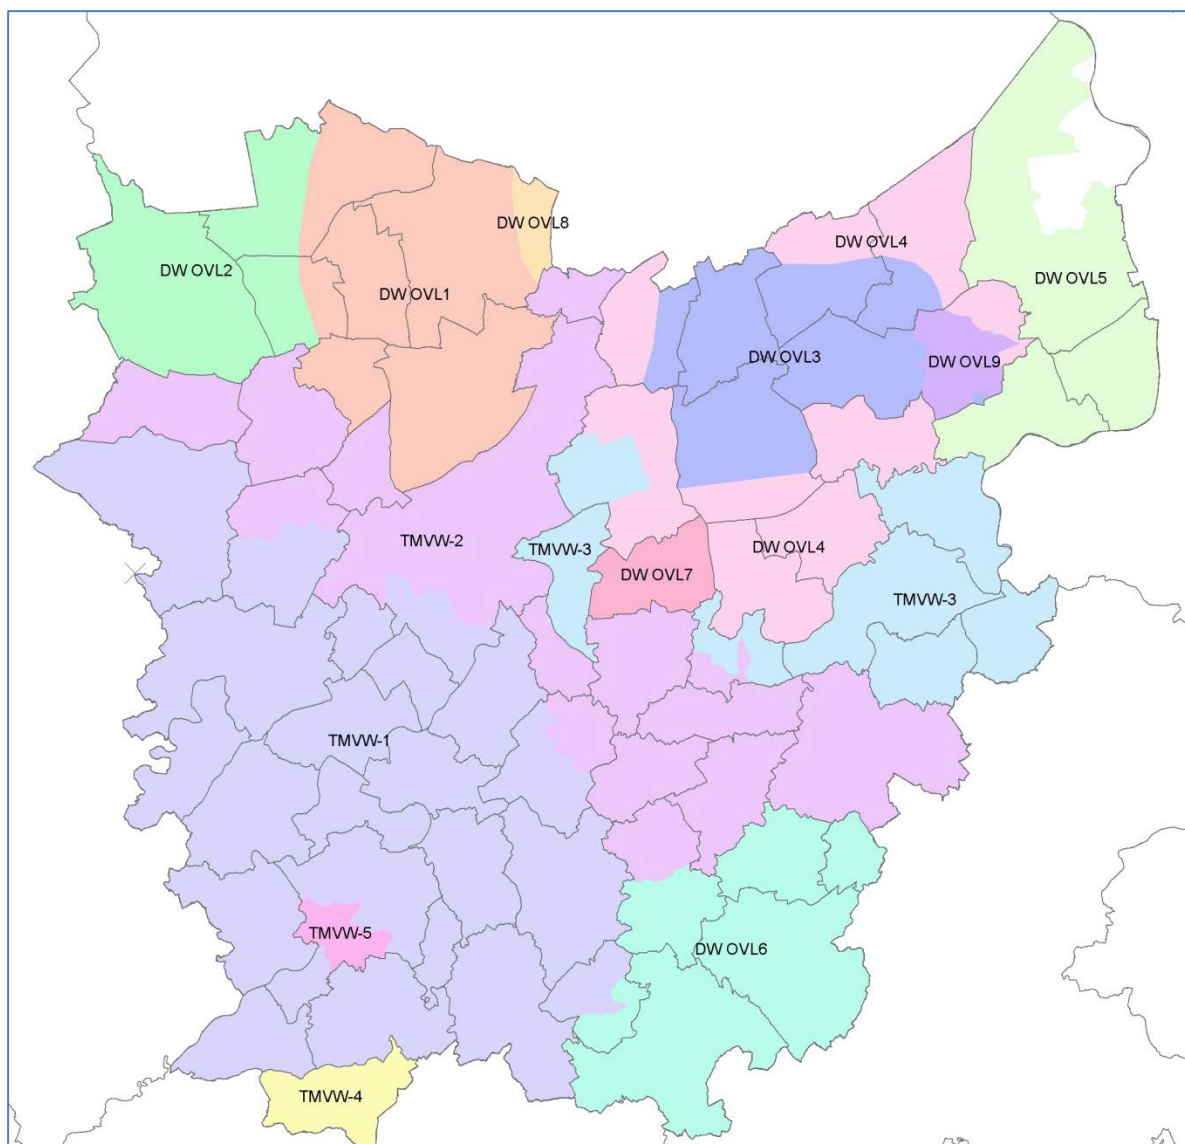 DW OVL8
DW OVL4
DW OVL2
DW OVL5
DW OVL1
DW OVL3
DW OVL9
TMVW-2
TMVW-3
DW OVL4
DW OVL7
TMVW-3
TMVW-1
TMVW-5
DW OVL6
TMVW-4